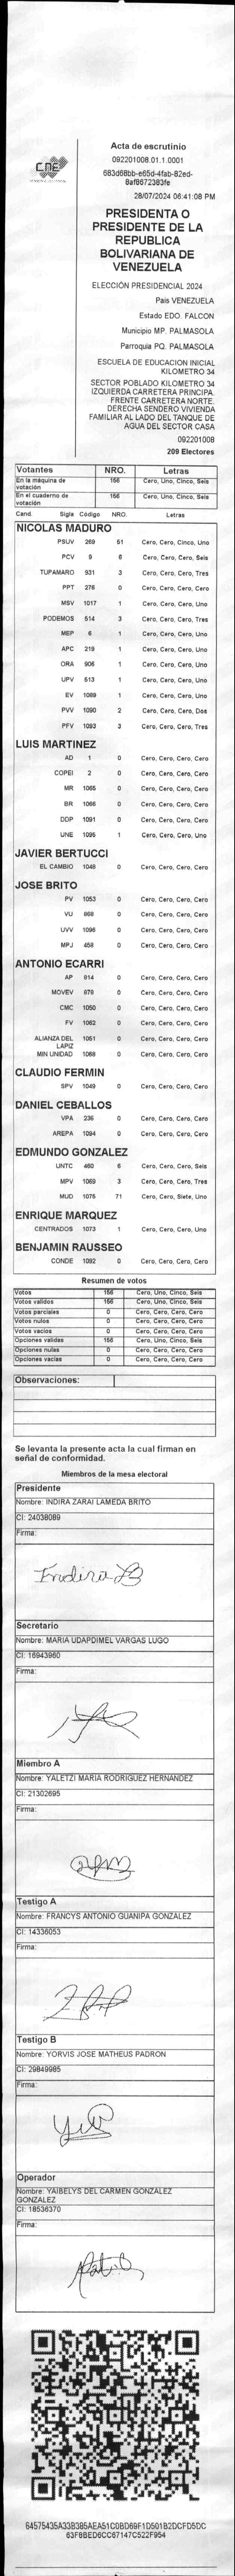 CNE
Acta de escrutinio
092201008.01.1.0001
683d68bb-e65d-4fab-82ed-
8af8672383fe
28/07/2024 06:41:08 PM
PRESIDENTA O
PRESIDENTE DE LA
REPUBLICA
BOLIVARIANA DE
VENEZUELA
ELECCIÓN PRESIDENCIAL 2024
Pais VENEZUELA
Estado EDO. FALCON
Municipio MP. PALMASOLA
Parroquia PQ. PALMASOLA
ESCUELA DE EDUCACION INICIAL
KILOMETRO 34
SECTOR POBLADO KILOMETRO 34
IZQUIERDA CARRETERA PRINCIPA.
FRENTE CARRETERA NORTE.
DERECHA SENDERO VIVIENDA
FAMILIAR AL LADO DEL TANQUE DE
AGUA DEL SECTOR CASA
092201008
209 Electores
Votantes NRO. Letras
En la máquina de votación 156 Cero, Uno, Cinco, Seis
En el cuaderno de votación 156 Cero, Uno, Cinco, Seis
Cand. Sigla Código NRO. Letras
NICOLAS MADURO
PSUV 269 51 Cero, Cero, Cinco, Uno
PCV 9 6 Cero, Cero, Cero, Seis
TUPAMARO 931 3 Cero, Cero, Cero, Tres
PPT 276 0 Cero, Cero, Cero, Cero
MSV 1017 1 Cero, Cero, Cero, Uno
PODEMOS 514 3 Cero, Cero, Cero, Tres
MEP 6 1 Cero, Cero, Cero, Uno
APC 219 1 Cero, Cero, Cero, Uno
ORA 906 1 Cero, Cero, Cero, Uno
UPV 513 1 Cero, Cero, Cero, Uno
EV 1089 1 Cero, Cero, Cero, Uno
PVV 1090 2 Cero, Cero, Cero, Dos
PFV 1093 3 Cero, Cero, Cero, Tres
LUIS MARTINEZ
AD 1 0 Cero, Cero, Cero, Cero
COPEI 2 0 Cero, Cero, Cero, Cero
MR 1065 0 Cero, Cero, Cero, Cero
BR 1066 0 Cero, Cero, Cero, Cero
DDP 1091 0 Cero, Cero, Cero, Cero
UNE 1095 1 Cero, Cero, Cero, Uno
JAVIER BERTUCCI
EL CAMBIO 1048 0 Cero, Cero, Cero, Cero
JOSE BRITO
PV 1053 0 Cero, Cero, Cero, Cero
VU 868 0 Cero, Cero, Cero, Cero
UVV 1096 0 Cero, Cero, Cero, Cero
MPJ 458 0 Cero, Cero, Cero, Cero
ANTONIO ECARRI
AP 914 0 Cero, Cero, Cero, Cero
MOVEV 879 0 Cero, Cero, Cero, Cero
CMC 1050 0 Cero, Cero, Cero, Cero
FV 1062 0 Cero, Cero, Cero, Cero
ALIANZA DEL LAPIZ 1051 0 Cero, Cero, Cero, Cero
MIN UNIDAD 1068 0 Cero, Cero, Cero, Cero
CLAUDIO FERMIN
SPV 1049 0 Cero, Cero, Cero, Cero
DANIEL CEBALLOS
VPA 236 0 Cero, Cero, Cero, Cero
AREPA 1094 0 Cero, Cero, Cero, Cero
EDMUNDO GONZALEZ
UNTC 460 6 Cero, Cero, Cero, Seis
MPV 1069 3 Cero, Cero, Cero, Tres
MUD 1076 71 Cero, Cero, Siete, Uno
ENRIQUE MARQUEZ
CENTRADOS 1073 1 Cero, Cero, Cero, Uno
BENJAMIN RAUSSEO
CONDE 1092 0 Cero, Cero, Cero, Cero
Resumen de votos
Votos 156 Cero, Uno, Cinco, Seis
Votos validos 156 Cero, Uno, Cinco, Seis
Votos parciales 0 Cero, Cero, Cero, Cero
Votos nulos 0 Cero, Cero, Cero, Cero
Votos vacios 0 Cero, Cero, Cero, Cero
Opciones validas 156 Cero, Uno, Cinco, Seis
Opciones nulas 0 Cero, Cero, Cero, Cero
Opciones vacias 0 Cero, Cero, Cero, Cero
Observaciones:
Se levanta la presente acta la cual firman en
señal de conformidad.
Miembros de la mesa electoral
Presidente
Nombre: INDIRA ZARAI LAMEDA BRITO
CI: 24038089
Firma:
Indira B
Secretario
Nombre: MARIA UDAPDIMEL VARGAS LUGO
CI: 16943960
Firma:
Miembro A
Nombre: YALETZI MARIA RODRIGUEZ HERNANDEZ
CI: 21302695
Firma:
Testigo A
Nombre: FRANCYS ANTONIO GUANIPA GONZALEZ
CI: 14336053
Firma:
Testigo B
Nombre: YORVIS JOSE MATHEUS PADRON
CI: 29849985
Firma:
Operador
Nombre: YAIBELYS DEL CARMEN GONZALEZ
GONZALEZ
CI: 18536370
Firma:
84575435A33B385AEA51C0BD69F1D501B2DCFD5DC
63F8BED6CC67147C522F954